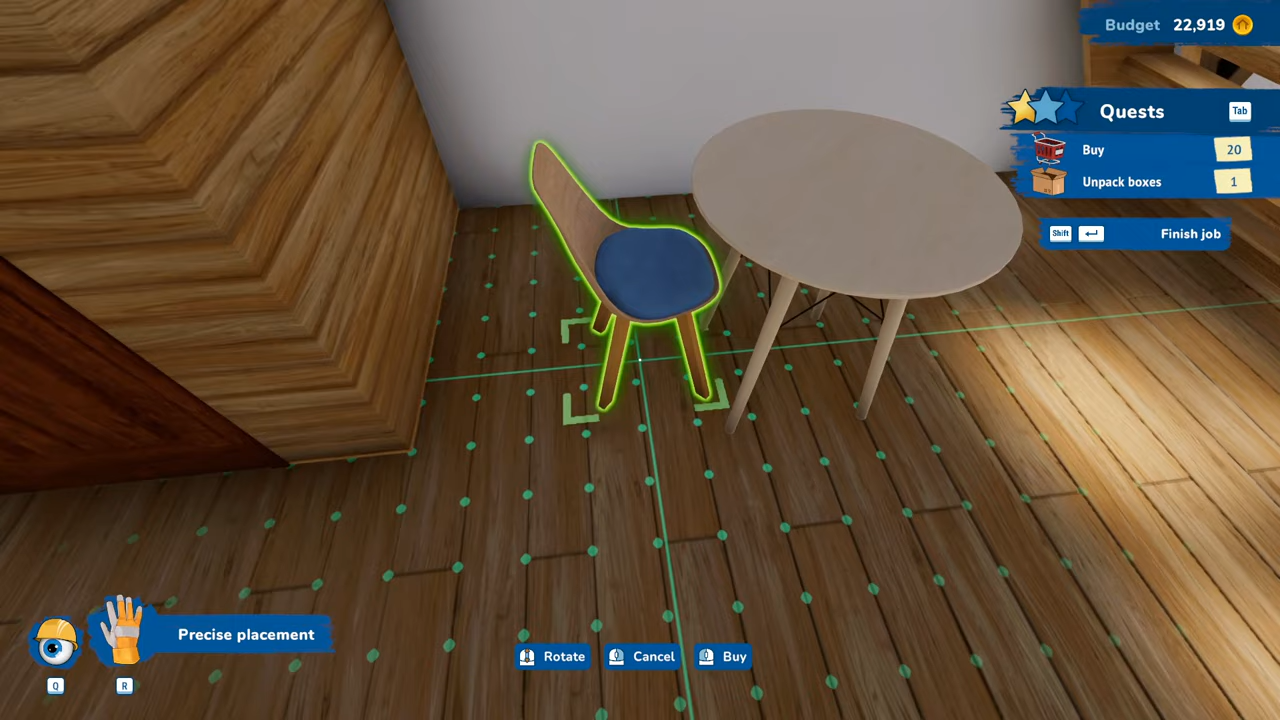 Budget 22,919
Quests Tab
Buy 20
Unpack boxes 1
Shift Finish job
Precise placement
Rotate Cancel Buy
Q R